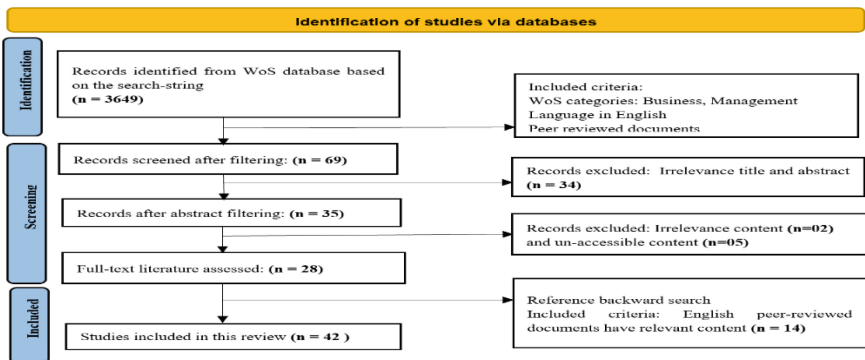 Identification of studies via databases
Identification
Records identified from WoS database based
on the search-string
(n = 3649)
Included criteria:
WoS categories: Business, Management
Language in English
Peer reviewed documents
Screening
Records screened after filtering: (n = 69)
Records excluded: Irrelevance title and abstract
(n = 34)
Records after abstract filtering: (n = 35)
Records excluded: Irrelevance content (n=02)
and un-accessible content (n=05)
Full-text literature assessed: (n = 28)
Included
Reference backward search
Included criteria: English peer-reviewed
documents have relevant content (n = 14)
Studies included in this review (n = 42 )